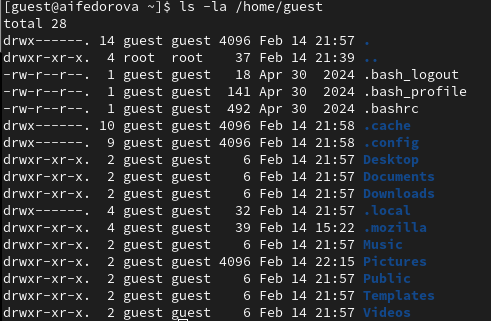 [guest@aifedorova ~]$ ls -la /home/guest
total 28
drwx------. 14 guest guest 4096 Feb 14 21:57 .
drwxr-xr-x. 4 root root 37 Feb 14 21:39 ..
-rw-r--r--. 1 guest guest 18 Apr 30 2024 .bash_logout
-rw-r--r--. 1 guest guest 141 Apr 30 2024 .bash_profile
-rw-r--r--. 1 guest guest 492 Apr 30 2024 .bashrc
drwx------. 10 guest guest 4096 Feb 14 21:58 .cache
drwx------. 9 guest guest 4096 Feb 14 21:58 .config
drwxr-xr-x. 2 guest guest 6 Feb 14 21:57 Desktop
drwxr-xr-x. 2 guest guest 6 Feb 14 21:57 Documents
drwxr-xr-x. 2 guest guest 6 Feb 14 21:57 Downloads
drwx------. 4 guest guest 32 Feb 14 21:57 .local
drwxr-xr-x. 4 guest guest 39 Feb 14 15:22 .mozilla
drwxr-xr-x. 2 guest guest 6 Feb 14 21:57 Music
drwxr-xr-x. 2 guest guest 4096 Feb 14 22:15 Pictures
drwxr-xr-x. 2 guest guest 6 Feb 14 21:57 Public
drwxr-xr-x. 2 guest guest 6 Feb 14 21:57 Templates
drwxr-xr-x. 2 guest guest 6 Feb 14 21:57 Videos